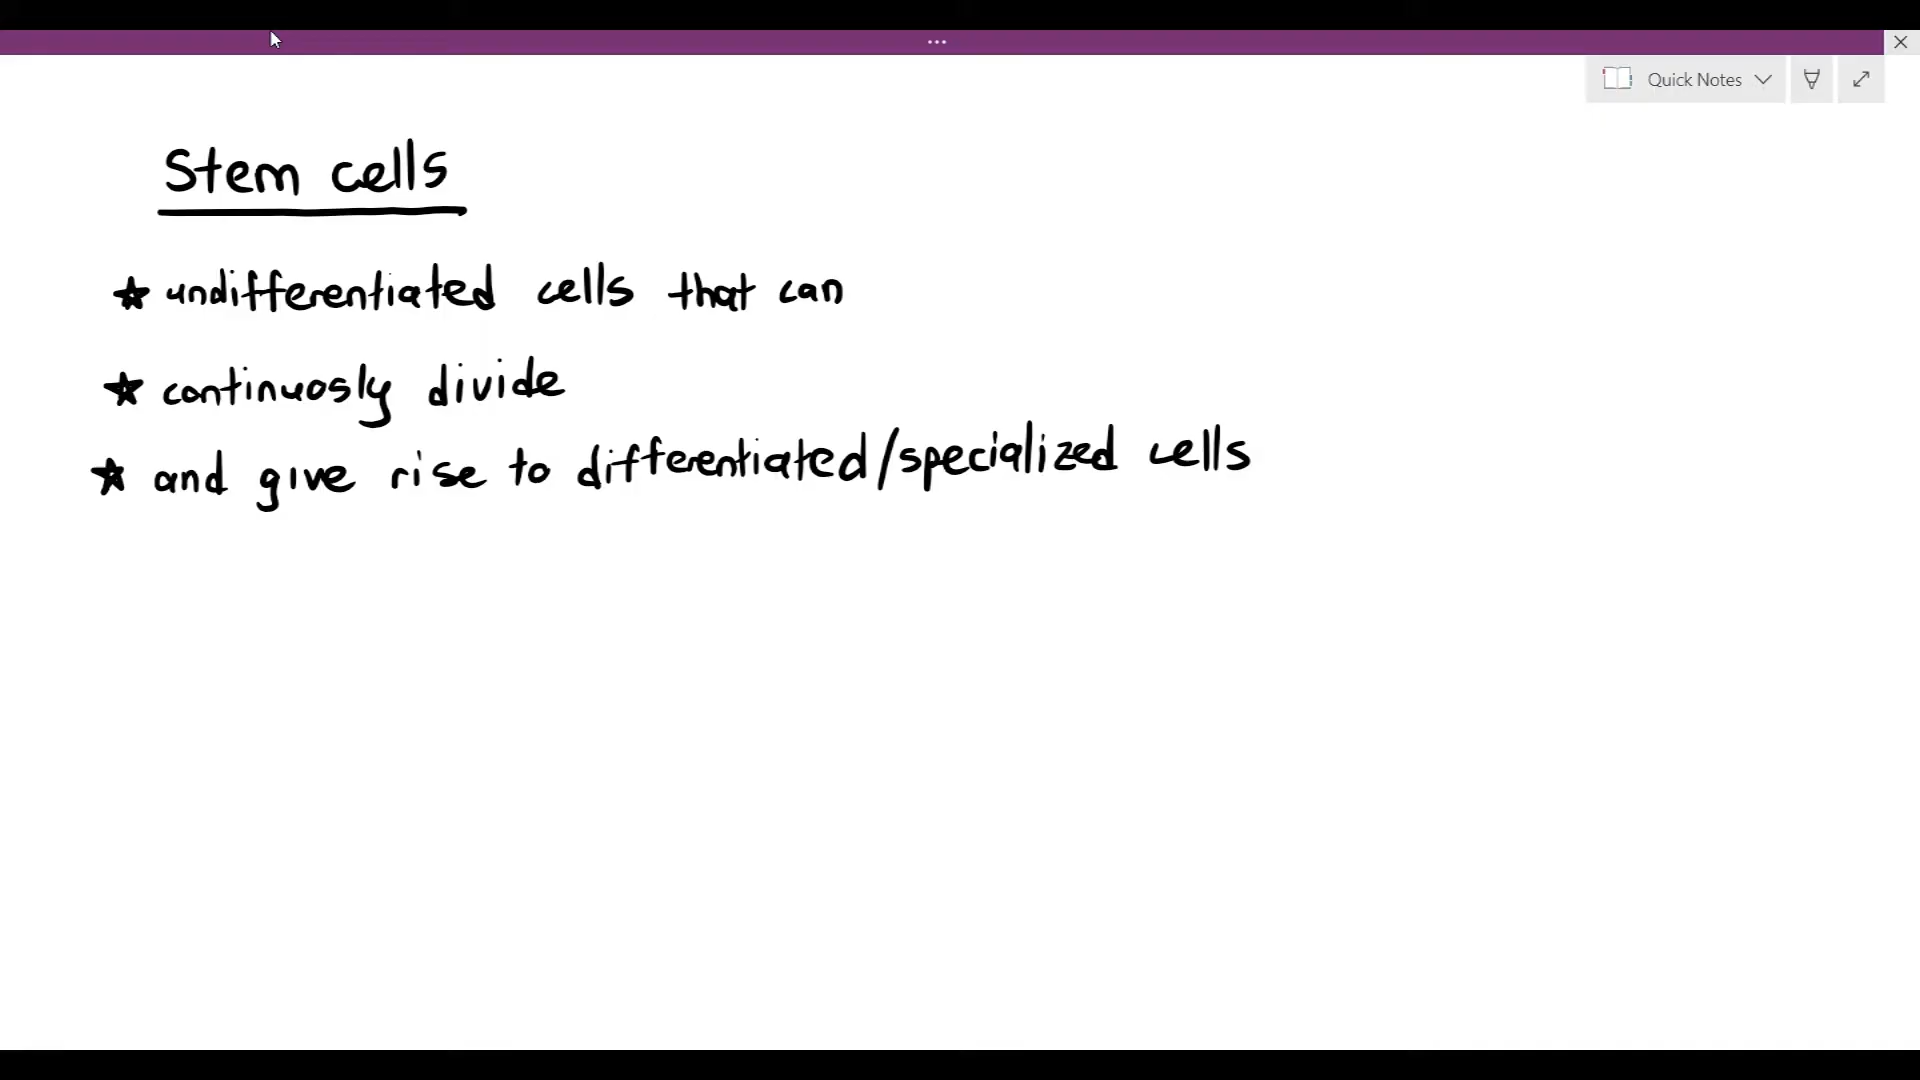 Quick Notes
Stem cells
★ undifferentiated cells that can
★ continuosly divide
★ and give rise to differentiated/specialized cells